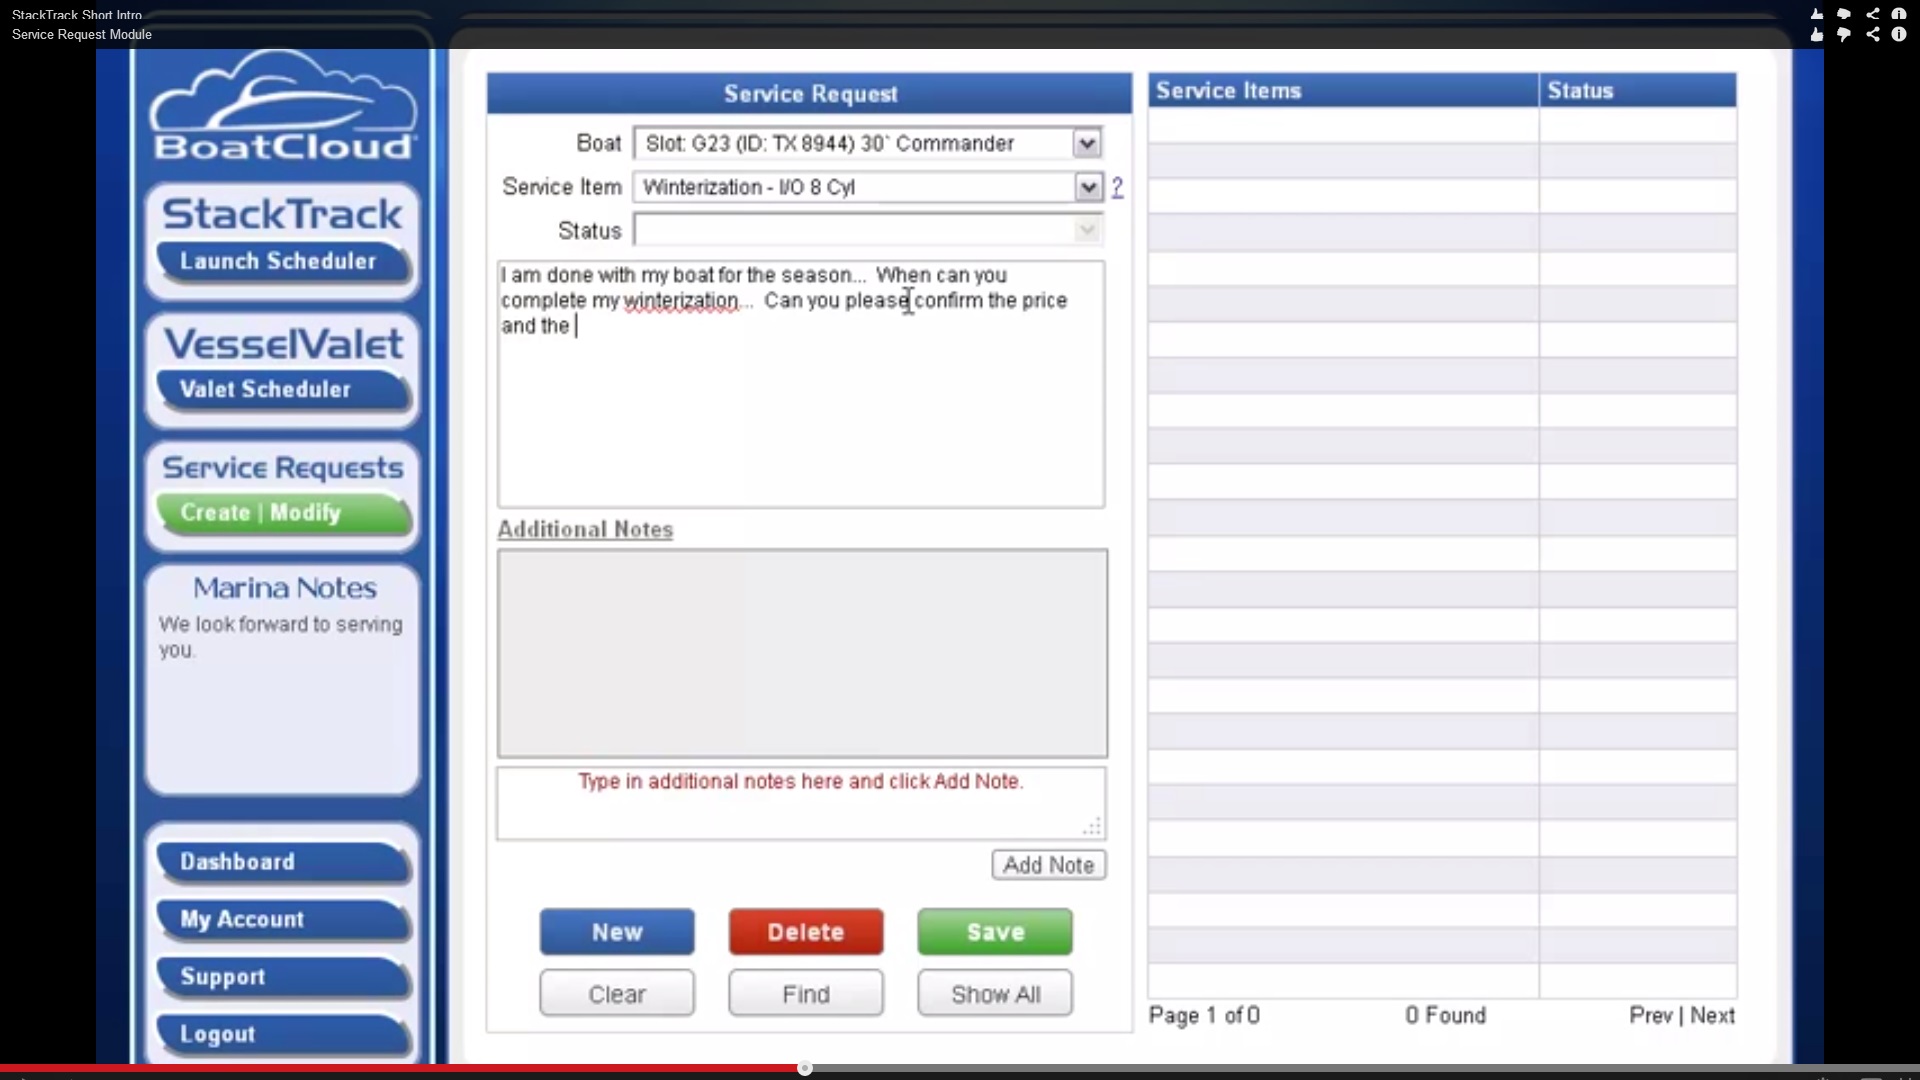 StackTrack Short Intro
Service Request Module
BoatCloud
StackTrack
Launch Scheduler
VesselValet
Valet Scheduler
Service Requests
Create | Modify
Marina Notes
We look forward to serving
you.
Dashboard
My Account
Support
Logout
Service Request
Boat Slot: G23 (ID: TX 8944) 30` Commander
Service Item Winterization - I/O 8 Cyl ?
Status
I am done with my boat for the season... When can you
complete my winterization... Can you please confirm the price
and the
Additional Notes
Type in additional notes here and click Add Note.
Add Note
New Delete Save
Clear Find Show All
Service Items Status
Page 1 of 0 0 Found Prev | Next